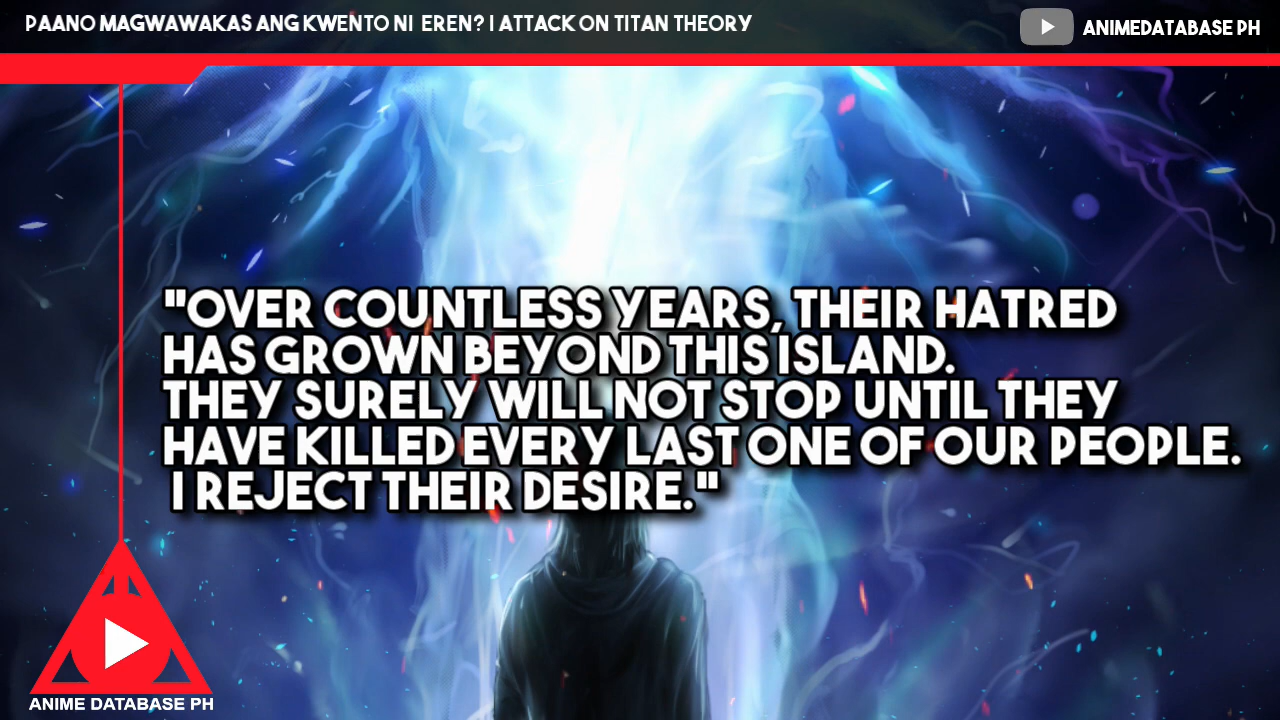 PAANO MAGWAWAKAS ANG KWENTO NI EREN? | ATTACK ON TITAN THEORY
ANIMEDATABASE PH
"OVER COUNTLESS YEARS, THEIR HATRED
HAS GROWN BEYOND THIS ISLAND.
THEY SURELY WILL NOT STOP UNTIL THEY
HAVE KILLED EVERY LAST ONE OF OUR PEOPLE.
I REJECT THEIR DESIRE."
ANIME DATABASE PH